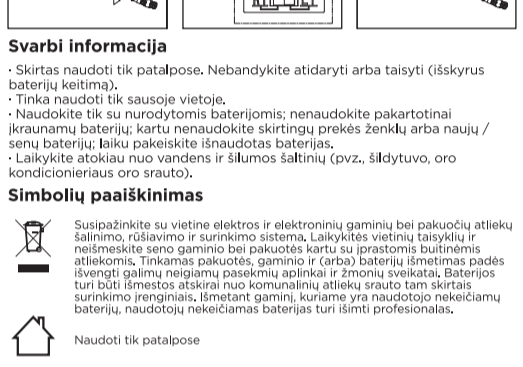 Svarbi informacija
· Skirtas naudoti tik patalpose. Nebandykite atidaryti arba taisyti (išskyrus
baterijų keitimą).
· Tinka naudoti tik sausoje vietoje.
· Naudokite tik su nurodytomis baterijomis; nenaudokite pakartotinai
įkraunamų baterijų; kartu nenaudokite skirtingų prekės ženklų arba naujų /
senų baterijų; laiku pakeiskite išnaudotas baterijas.
· Laikykite atokiau nuo vandens ir šilumos šaltinių (pvz., šildytuvo, oro
kondicionieriaus oro srauto).
Simbolių paaiškinimas
Susipažinkite su vietine elektros ir elektroninių gaminių bei pakuočių atliekų
šalinimo, rūšiavimo ir surinkimo sistema. Laikykitės vietinių taisyklių ir
neišmeskite seno gaminio bei pakuotės kartu su įprastomis buitinėmis
atliekomis. Tinkamas pakuotės, gaminio ir (arba) baterijų išmetimas padės
išvengti galimų neigiamų pasekmių aplinkai ir žmonių sveikatai. Baterijos
turi būti išmestos atskirai nuo komunalinių atliekų srauto tam skirtais
surinkimo įrenginiais. Išmetant gaminį, kuriame yra naudotojo nekeičiamų
baterijų, naudotojų nekeičiamas baterijas turi išimti profesionalas.
Naudoti tik patalpose